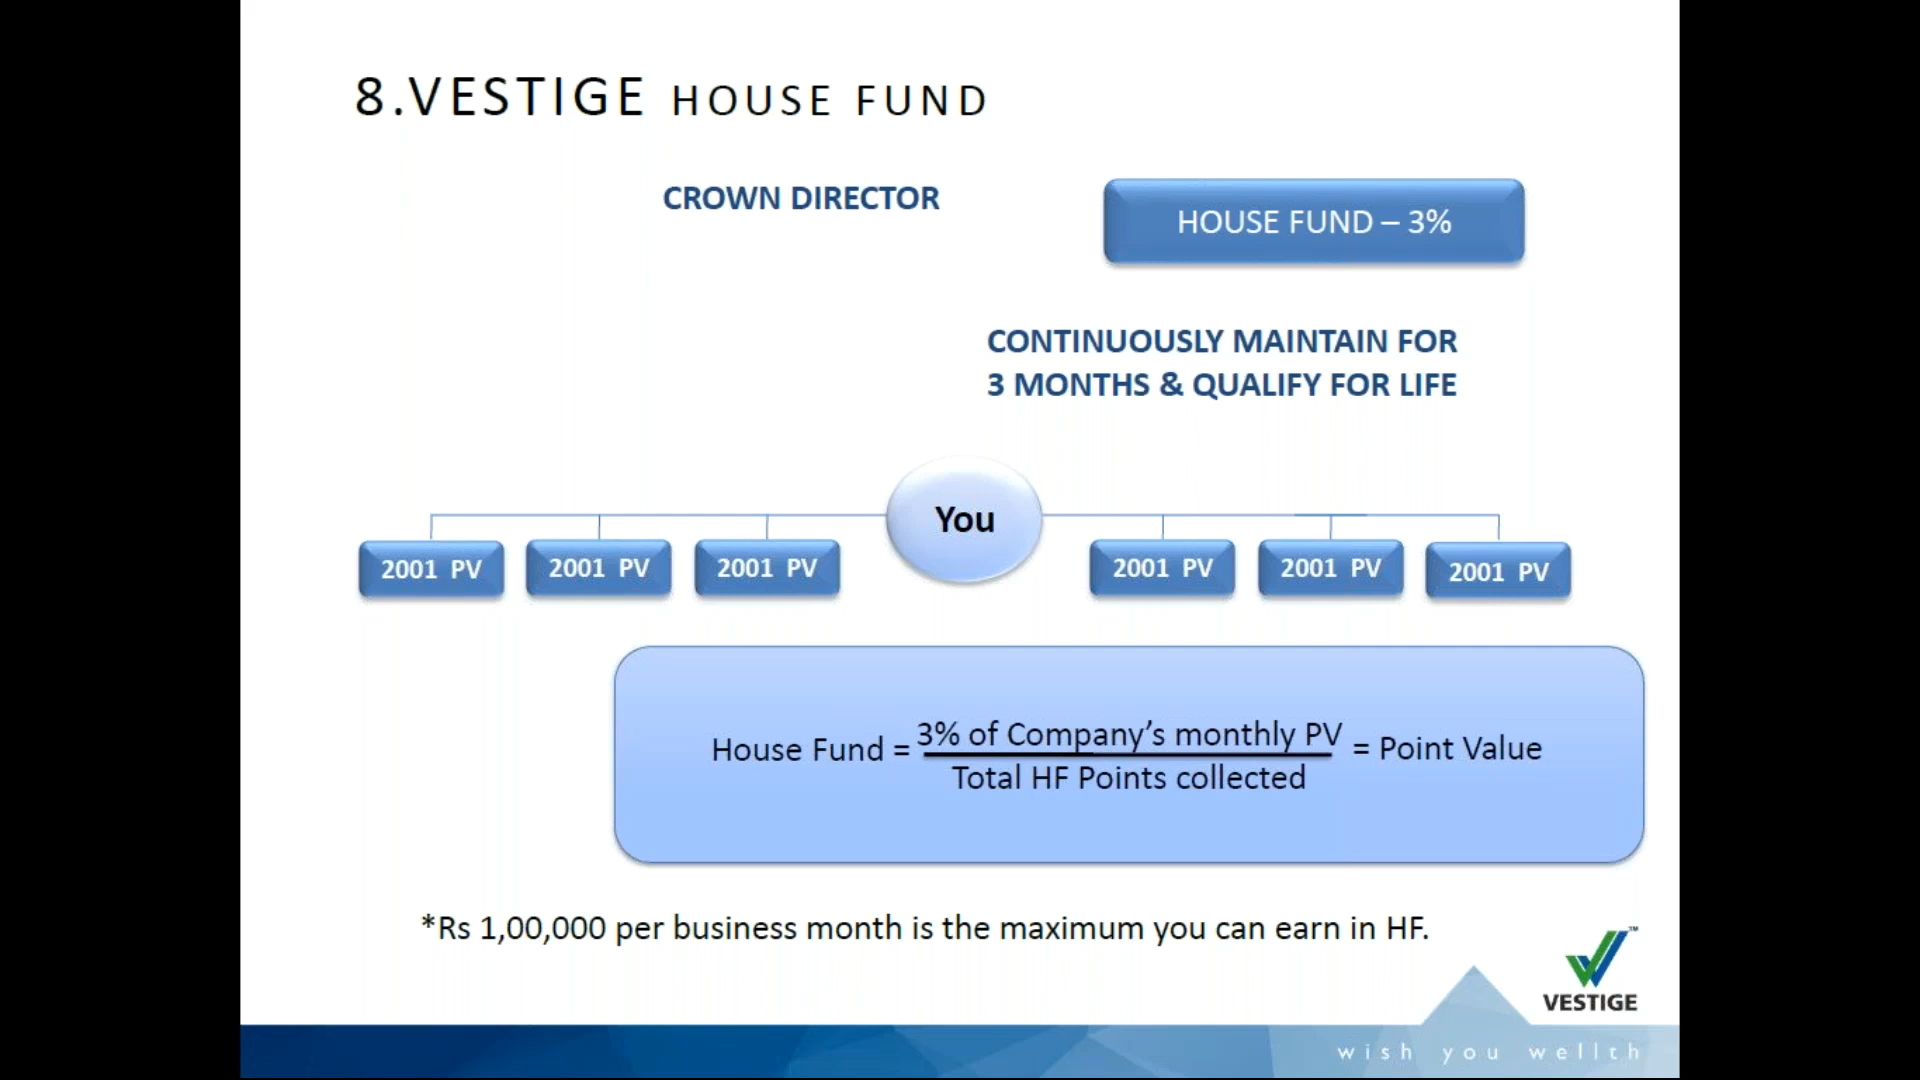 8.VESTIGE HOUSE FUND
CROWN DIRECTOR
HOUSE FUND – 3%
CONTINUOUSLY MAINTAIN FOR
3 MONTHS & QUALIFY FOR LIFE
You
2001 PV
2001 PV
2001 PV
2001 PV
2001 PV
2001 PV
House Fund = 3% of Company’s monthly PV = Point Value
Total HF Points collected
*Rs 1,00,000 per business month is the maximum you can earn in HF.
TM
VESTIGE
wish you wellth